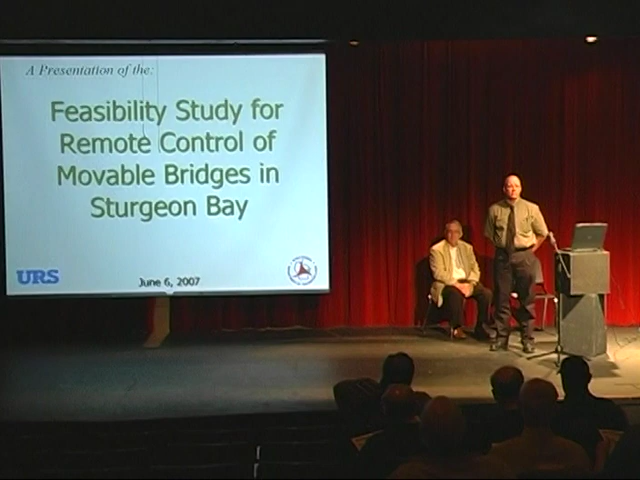 A Presentation of the:
Feasibility Study for
Remote Control of
Movable Bridges in
Sturgeon Bay
URS
June 6, 2007